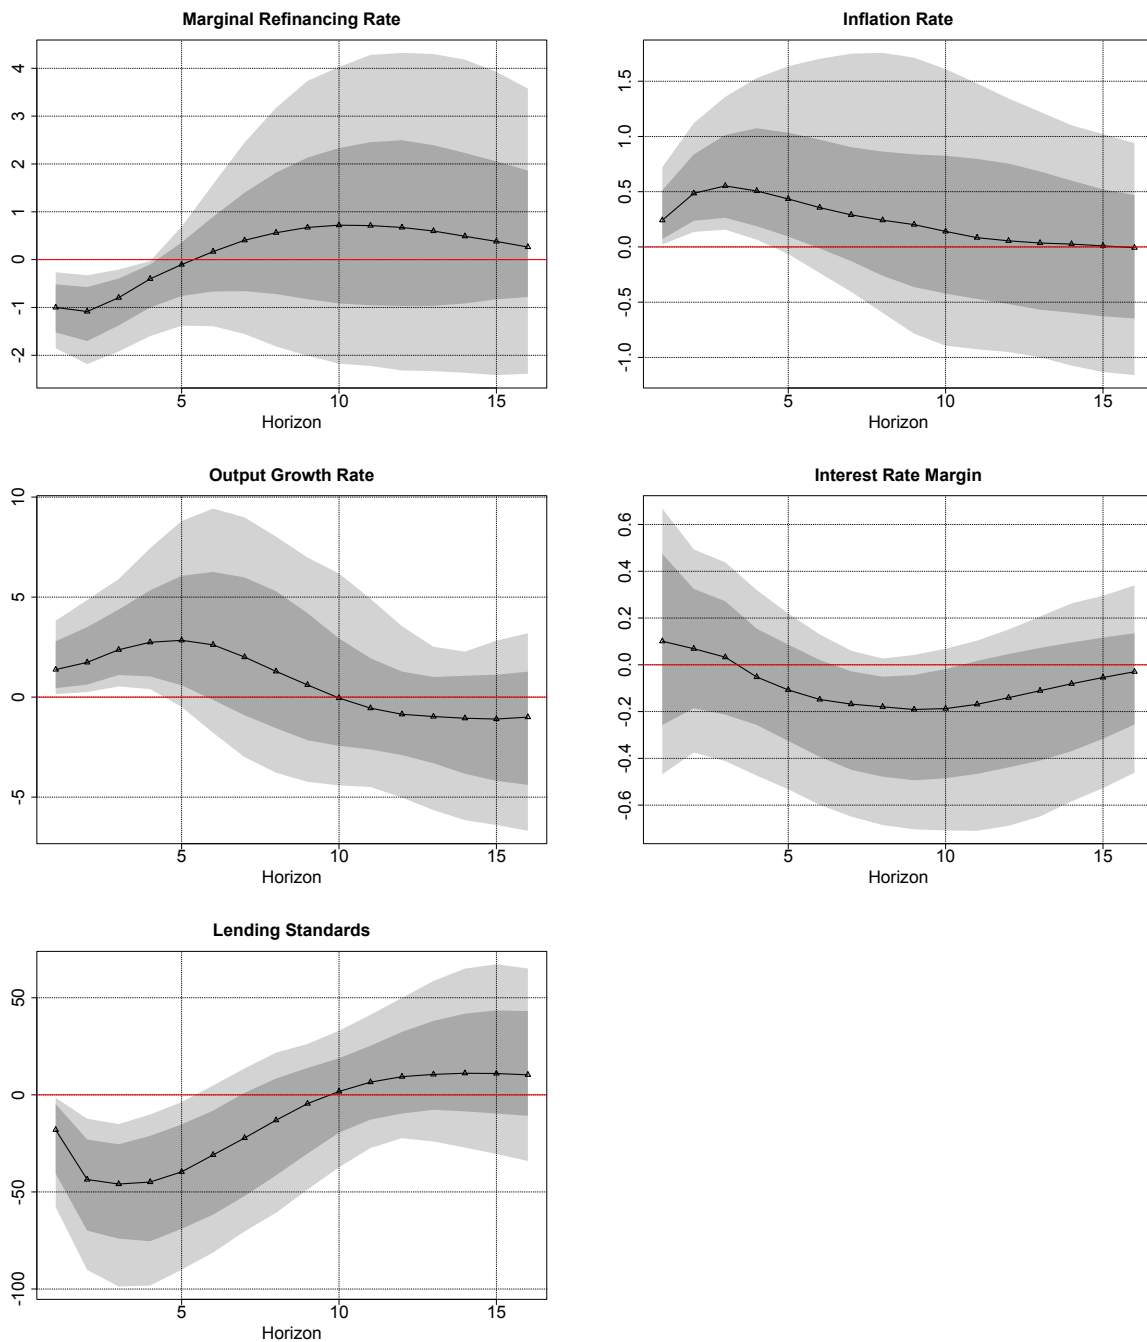 Marginal Refinancing Rate
4
3
2
1
0
-1
-2
5 10 15
Horizon
Inflation Rate
1.5
1.0
0.5
0.0
-0.5
-1.0
5 10 15
Horizon
Output Growth Rate
10
5
0
-5
5 10 15
Horizon
Interest Rate Margin
0.6
0.4
0.2
0.0
-0.2
-0.4
-0.6
5 10 15
Horizon
Lending Standards
50
0
-50
-100
5 10 15
Horizon